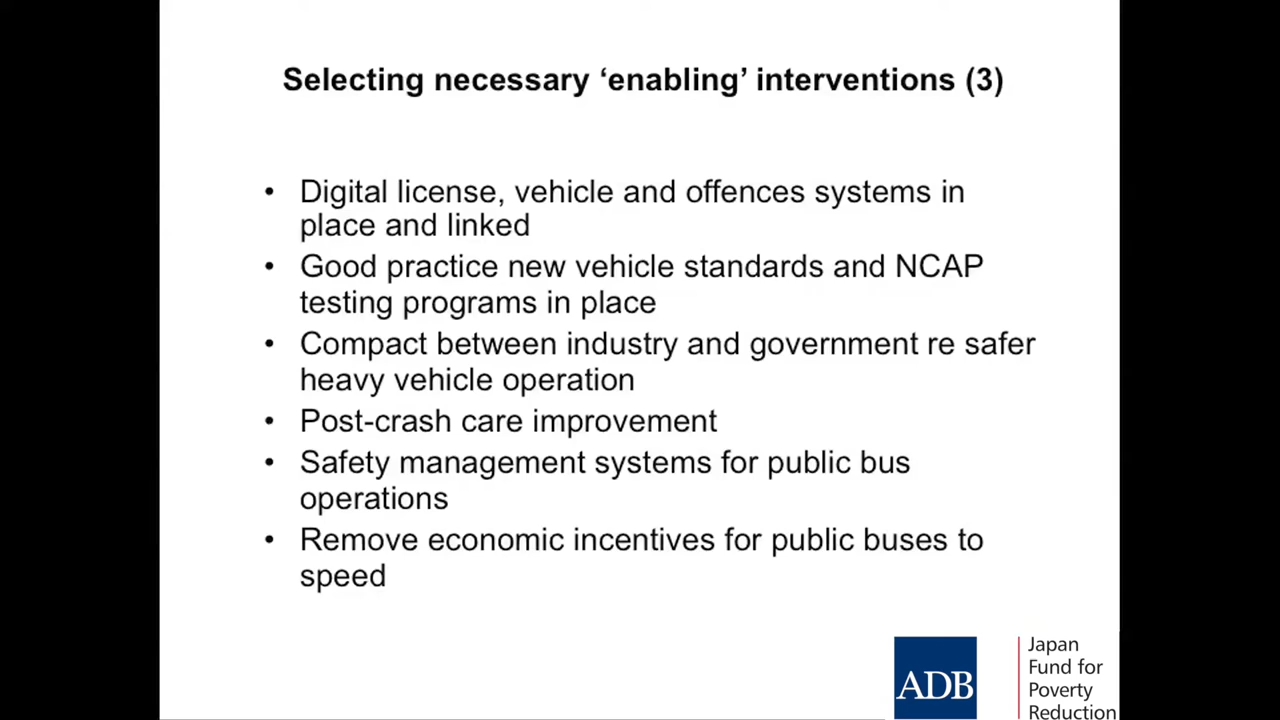 Selecting necessary ‘enabling’ interventions (3)
• Digital license, vehicle and offences systems in
place and linked
• Good practice new vehicle standards and NCAP
testing programs in place
• Compact between industry and government re safer
heavy vehicle operation
• Post-crash care improvement
• Safety management systems for public bus
operations
• Remove economic incentives for public buses to
speed
ADB
Japan
Fund for
Poverty
Reduction